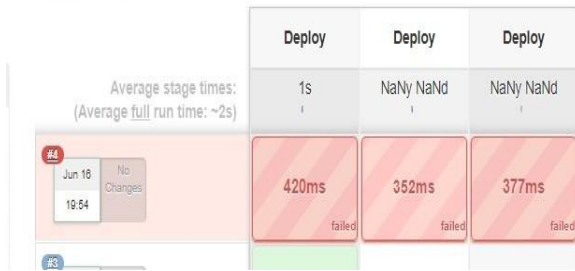 Deploy Deploy Deploy
Average stage times: 1s NaNy NaNd NaNy NaNd
(Average full run time: ~2s)
#4
Jun 16 No
Changes
19:54
420ms 352ms 377ms
failed failed failed
#3